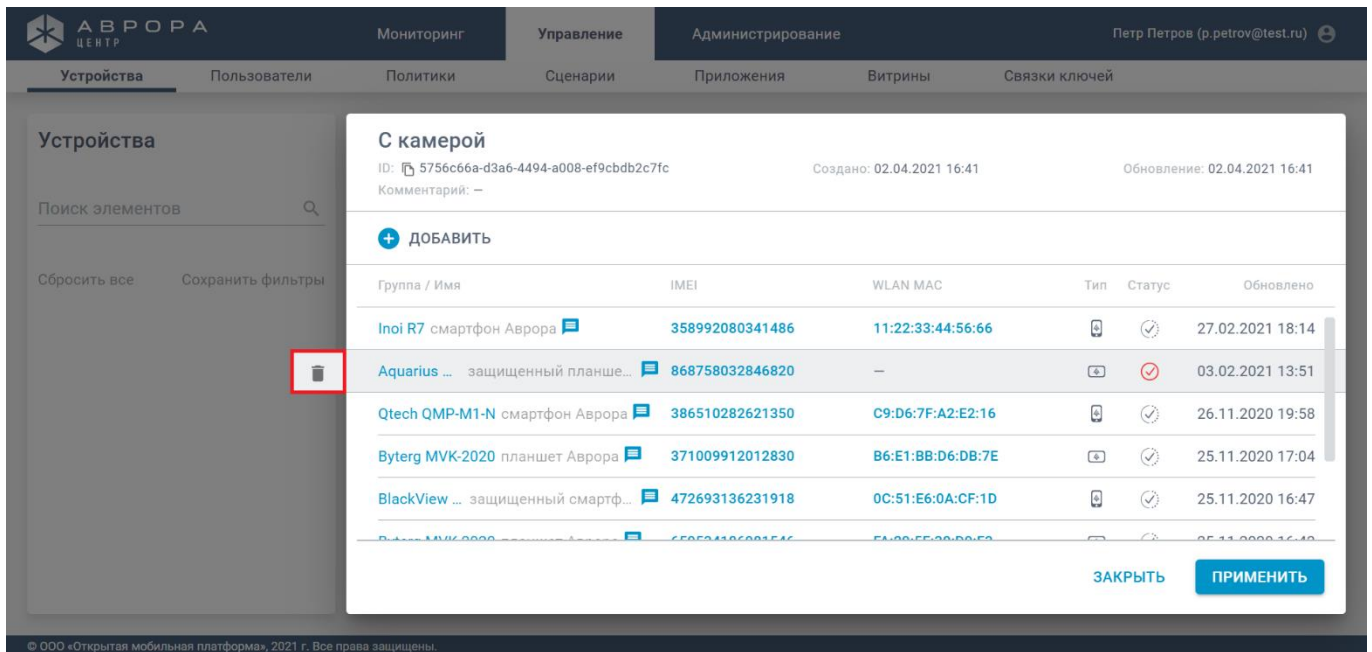 АВРОРА
ЦЕНТР
Мониторинг Управление Администрирование Петр Петров (p.petrov@test.ru)
Устройства Пользователи Политики Сценарии Приложения Витрины Связки ключей
Устройства
Поиск элементов
Сбросить все Сохранить фильтры
С камерой
ID: 5756c66a-d3a6-4494-a008-ef9cbdb2c7fc Создано: 02.04.2021 16:41 Обновление: 02.04.2021 16:41
Комментарий: —
ДОБАВИТЬ
Группа / Имя IMEI WLAN MAC Тип Статус Обновлено
Inoi R7 смартфон Аврора 358992080341486 11:22:33:44:56:66 27.02.2021 18:14
Aquarius ... защищенный планше... 868758032846820 — 03.02.2021 13:51
Qtech QMP-M1-N смартфон Аврора 386510282621350 C9:D6:7F:A2:E2:16 26.11.2020 19:58
Byterg MVK-2020 планшет Аврора 371009912012830 B6:E1:BB:D6:DB:7E 25.11.2020 17:04
BlackView ... защищенный смартф... 472693136231918 0C:51:E6:0A:CF:1D 25.11.2020 16:47
Byterg MVK-2020 планшет Аврора
ЗАКРЫТЬ ПРИМЕНИТЬ
© ООО «Открытая мобильная платформа», 2021 г. Все права защищены.